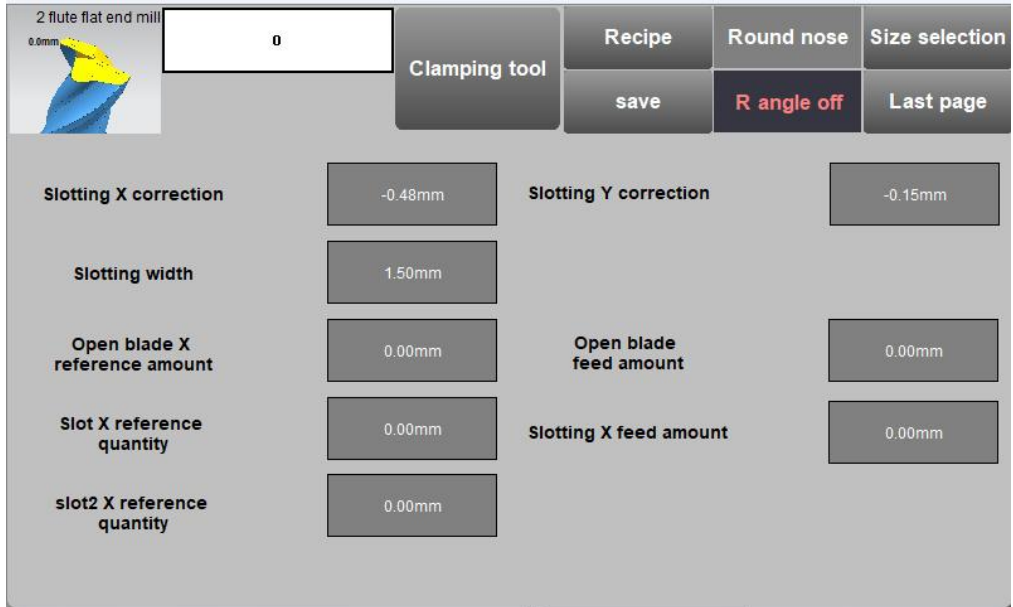 2 flute flat end mill
0.0mm
0
Clamping tool
Recipe
Round nose
Size selection
save
R angle off
Last page
Slotting X correction
-0.48mm
Slotting Y correction
-0.15mm
Slotting width
1.50mm
Open blade X
reference amount
0.00mm
Open blade
feed amount
0.00mm
Slot X reference
quantity
0.00mm
Slotting X feed amount
0.00mm
slot2 X reference
quantity
0.00mm